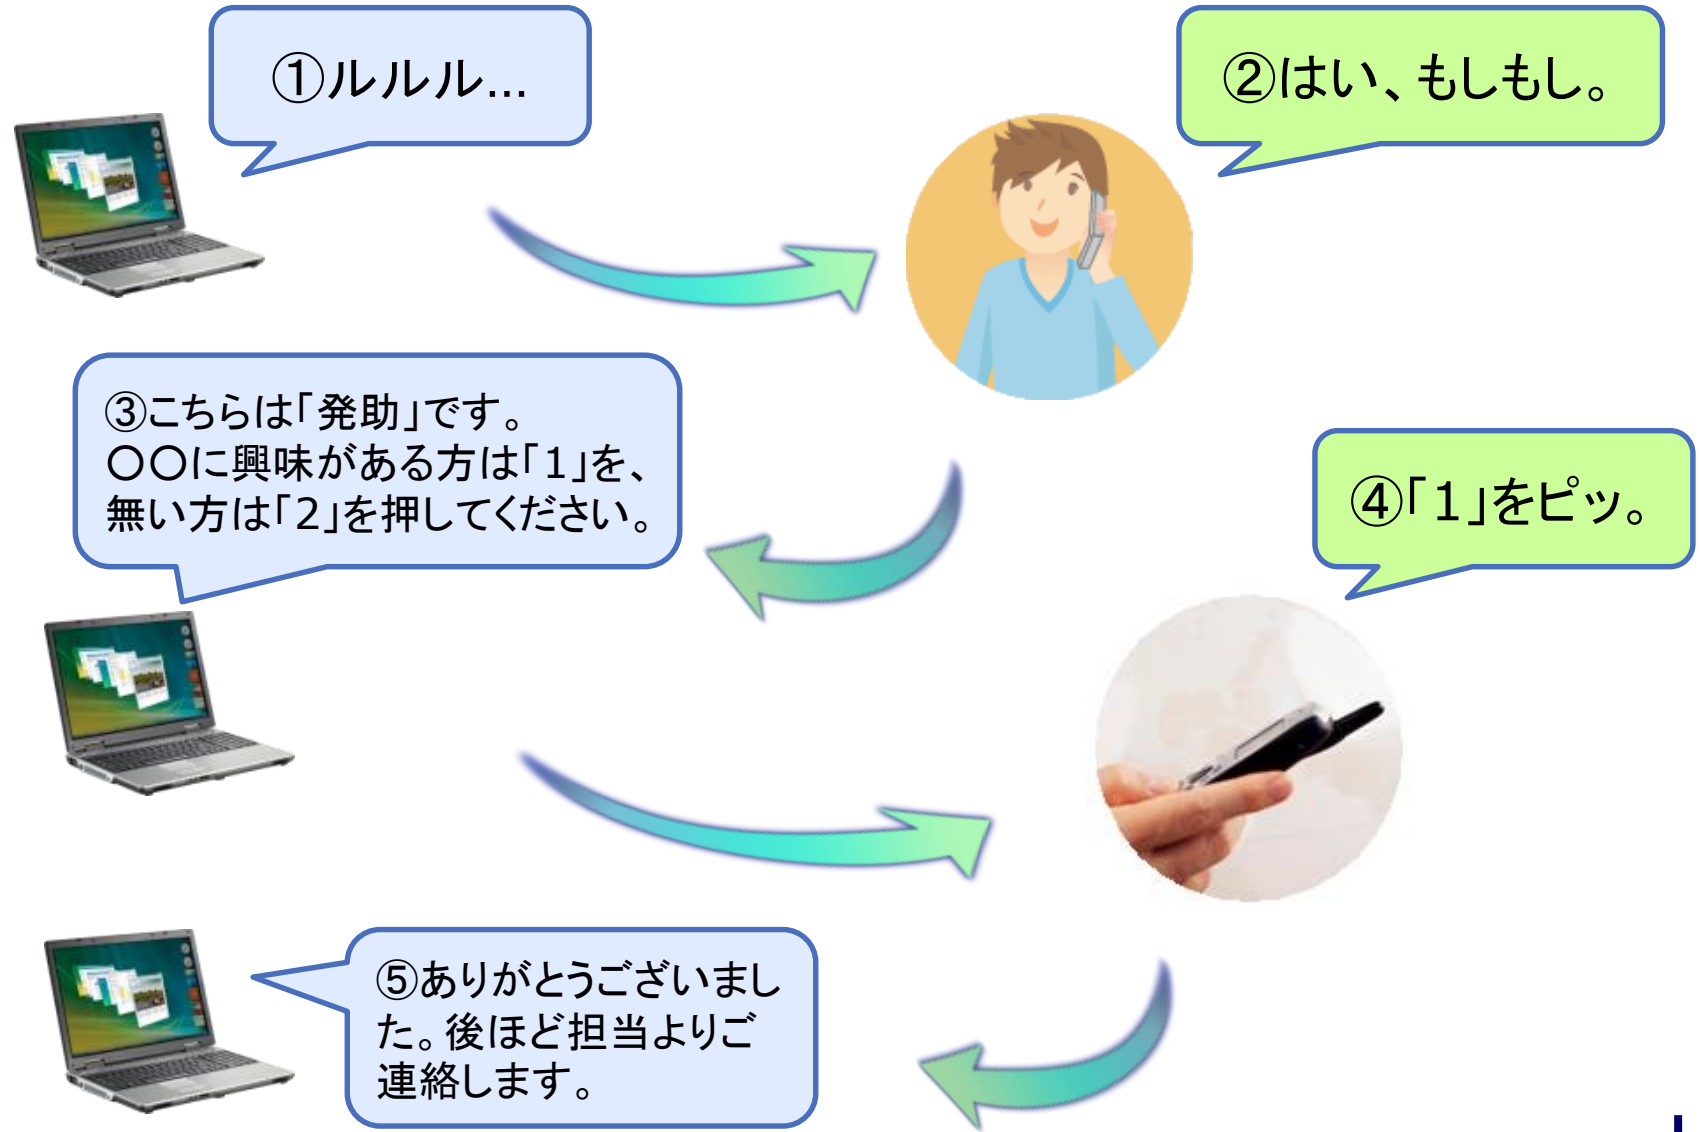 ①ルルル…
②はい、もしもし。
③こちらは「発助」です。
〇〇に興味がある方は「1」を、
無い方は「2」を押してください。
④「1」をピッ。
⑤ありがとうございまし
た。後ほど担当よりご
連絡します。